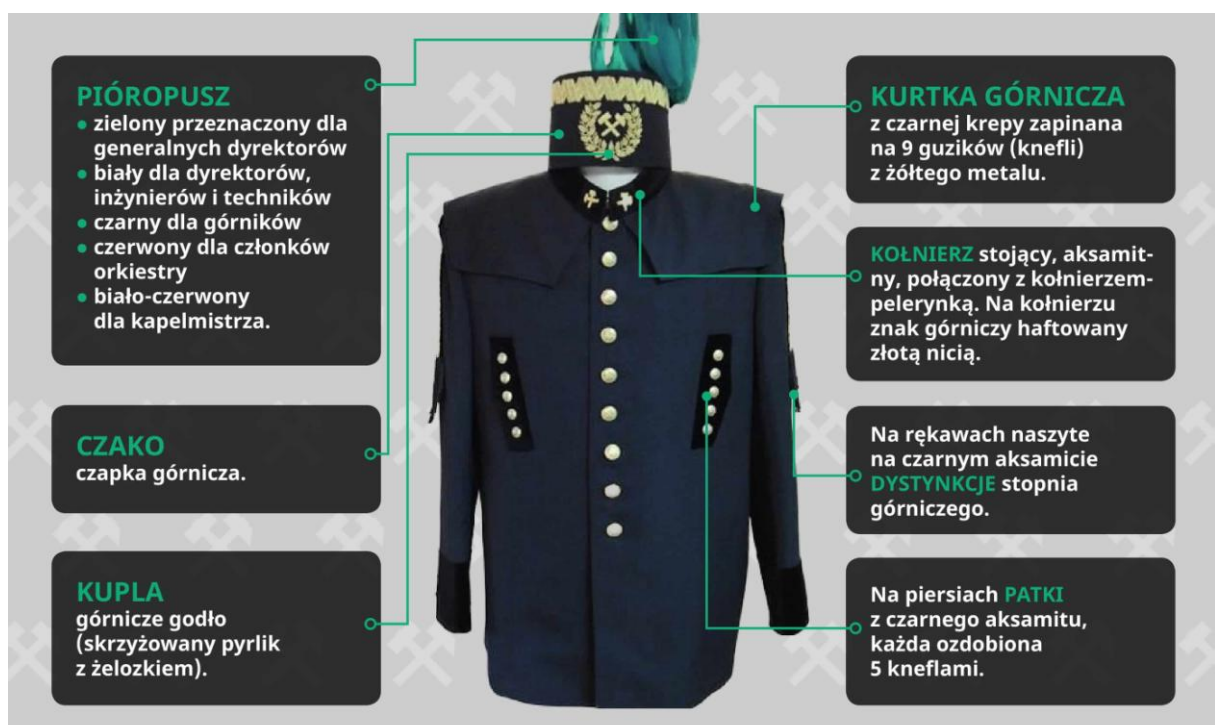 PIÓROPUSZ
● zielony przeznaczony dla
generalnych dyrektorów
● biały dla dyrektorów,
inżynierów i techników
● czarny dla górników
● czerwony dla członków
orkiestry
● biało-czerwony
dla kapelmistrza.
CZAKO
czapka górnicza.
KUPLA
górnicze godło
(skrzyżowany pyrlik
z żelozkiem).
KURTKA GÓRNICZA
z czarnej krepy zapinana
na 9 guzików (knefli)
z żółtego metalu.
KOŁNIERZ stojący, aksamit-
ny, połączony z kołnierzem-
pelerynką. Na kołnierzu
znak górniczy haftowany
złotą nicią.
Na rękawach naszyte
na czarnym aksamicie
DYSTYNKCJE stopnia
górniczego.
Na piersiach PATKI
z czarnego aksamitu,
każda ozdobiona
5 kneflami.